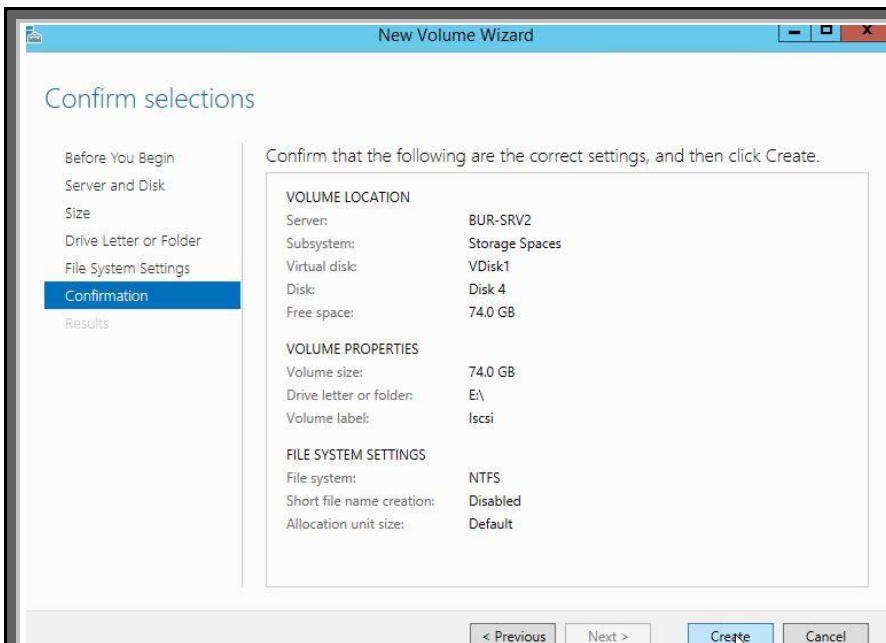 New Volume Wizard
Confirm selections
Before You Begin
Server and Disk
Size
Drive Letter or Folder
File System Settings
Confirmation
Results
Confirm that the following are the correct settings, and then click Create.
VOLUME LOCATION
Server: BUR-SRV2
Subsystem: Storage Spaces
Virtual disk: VDisk1
Disk: Disk 4
Free space: 74.0 GB
VOLUME PROPERTIES
Volume size: 74.0 GB
Drive letter or folder: E:\
Volume label: Iscsi
FILE SYSTEM SETTINGS
File system: NTFS
Short file name creation: Disabled
Allocation unit size: Default
< Previous Next > Create Cancel